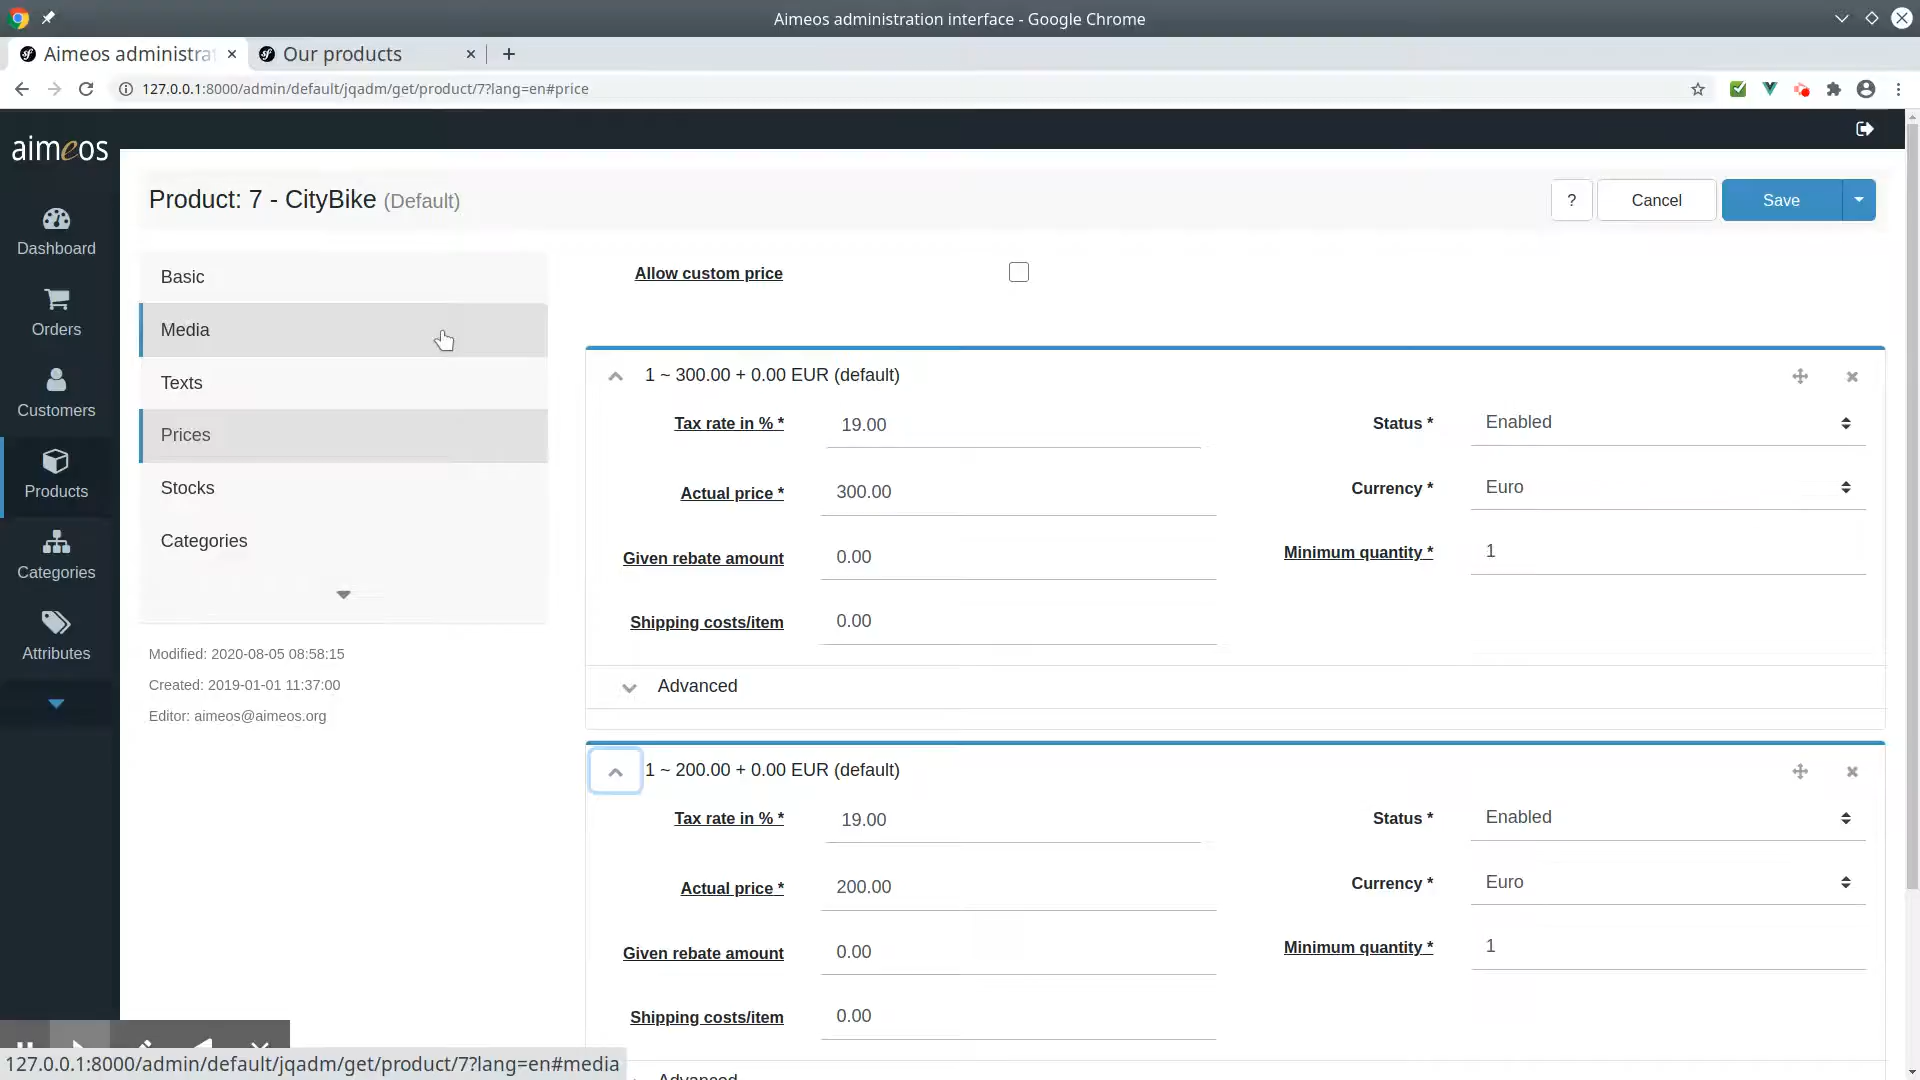 Aimeos administration interface - Google Chrome
Aimeos administra
Our products
127.0.0.1:8000/admin/default/jqadm/get/product/7?lang=en#price
aimeos
Product: 7 - CityBike (Default)
?
Cancel
Save
Dashboard
Orders
Customers
Products
Categories
Attributes
Basic
Media
Texts
Prices
Stocks
Categories
Modified: 2020-08-05 08:58:15
Created: 2019-01-01 11:37:00
Editor: aimeos@aimeos.org
Allow custom price
1 ~ 300.00 + 0.00 EUR (default)
Tax rate in % * 19.00 Status * Enabled
Actual price * 300.00 Currency * Euro
Given rebate amount 0.00 Minimum quantity * 1
Shipping costs/item 0.00
Advanced
1 ~ 200.00 + 0.00 EUR (default)
Tax rate in % * 19.00 Status * Enabled
Actual price * 200.00 Currency * Euro
Given rebate amount 0.00 Minimum quantity * 1
Shipping costs/item 0.00
Advanced
127.0.0.1:8000/admin/default/jqadm/get/product/7?lang=en#media